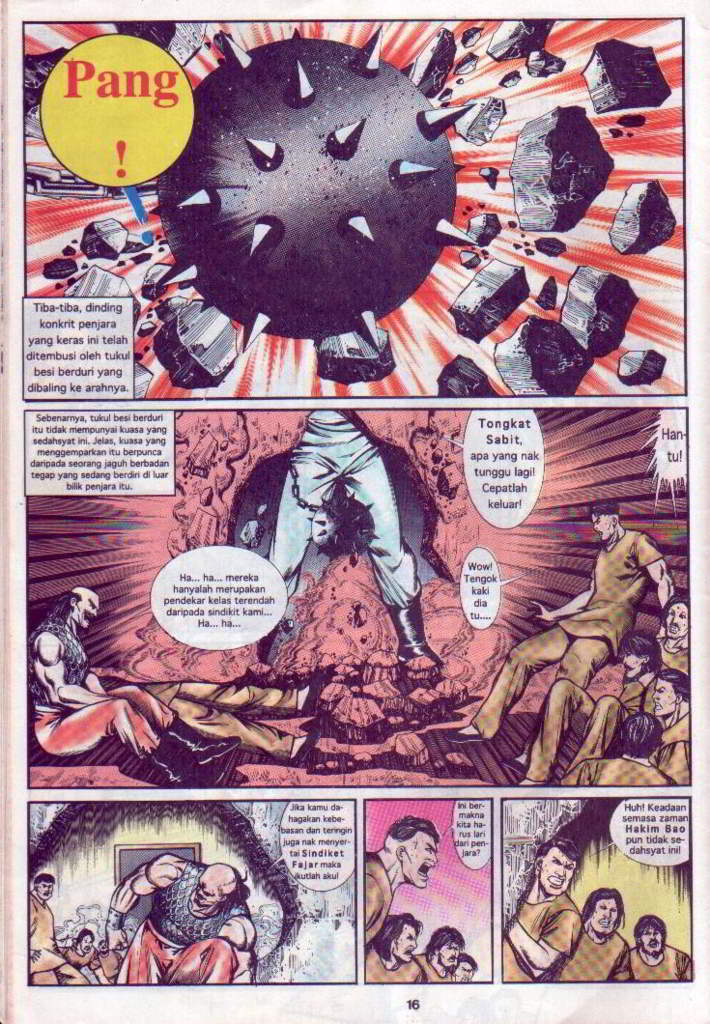 Pang
!
Tiba-tiba, dinding
konkrit penjara
yang keras ini telah
ditembusi oleh tukul
besi berduri yang
dibaling ke arahnya.
Sebenarnya, tukul besi berduri
itu tidak mempunyai kuasa yang
sedahsyat ini. Jelas, kuasa yang
menggemparkan itu berpunca
daripada seorang jaguh berbadan
tegap yang sedang berdiri di luar
bilik penjara itu.
Tongkat
Sabit,
apa yang nak
tunggu lagi!
Cepatlah
keluar!
Han-
tu!
Ha... ha... mereka
hanyalah merupakan
pendekar kelas terendah
daripada sindiket kami...
Ha... ha...
Wow!
Tengok
kaki
dia
tu....
Jika kamu da-
hagakan kebe-
basan dan teringin
juga nak menyer-
tai Sindiket
Fajar maka
ikutlah aku!
Ini ber-
makna
kita ha-
rus lari
dari
penjara?
Huh! Keadaan
semasa zaman
Hakim Bao
pun tidak se-
dahsyat ini!
16